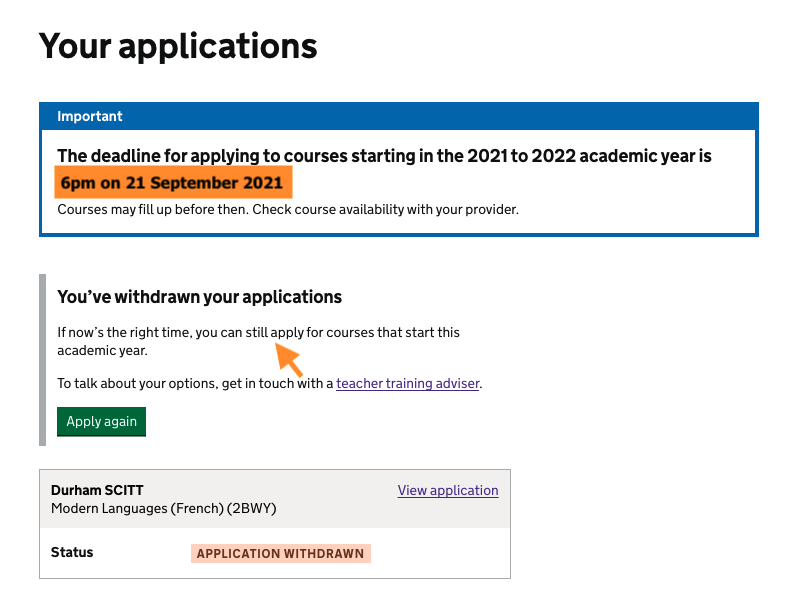 Your applications
Important
The deadline for applying to courses starting in the 2021 to 2022 academic year is
6pm on 21 September 2021
Courses may fill up before then. Check course availability with your provider.
You’ve withdrawn your applications
If now’s the right time, you can still apply for courses that start this
academic year.
To talk about your options, get in touch with a teacher training adviser.
Apply again
Durham SCITT
View application
Modern Languages (French) (2BWY)
Status
APPLICATION WITHDRAWN